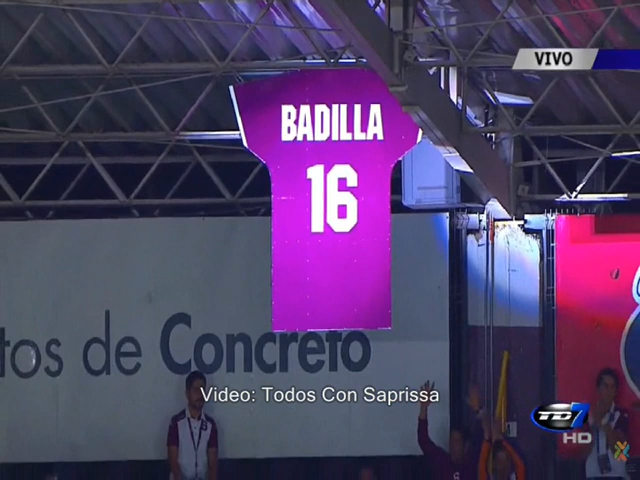 VIVO
BADILLA
16
tos de Concreto
Video: Todos Con Saprissa
TD7
HD